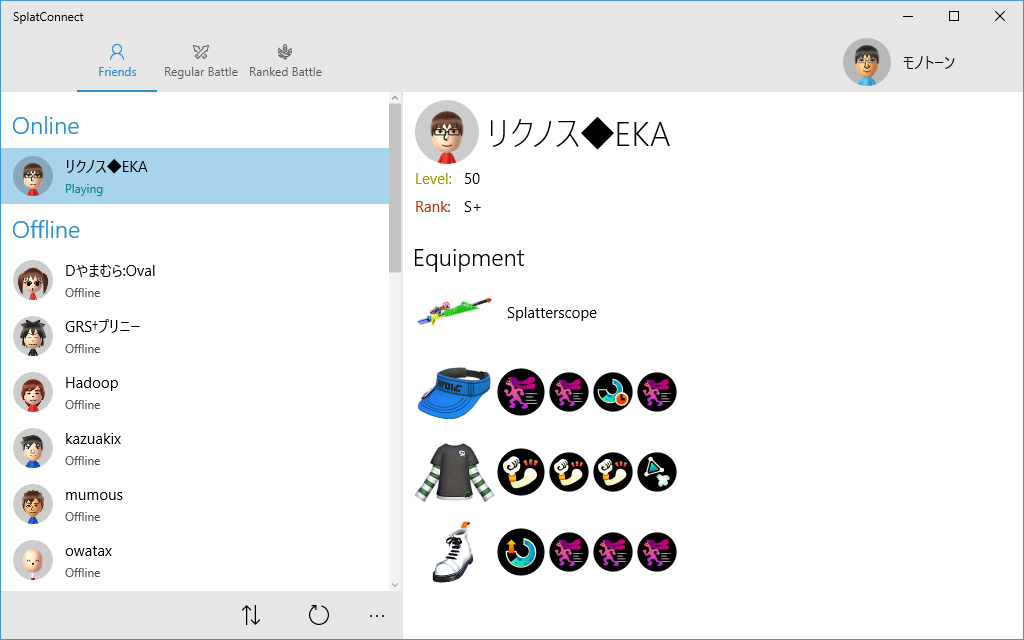 SplatConnect
Friends
Regular Battle
Ranked Battle
モノトーン
Online
リクノス◆EKA
Playing
Offline
Dやまむら:Oval
Offline
GRS†プリニー
Offline
Hadoop
Offline
kazuakix
Offline
mumous
Offline
owatax
Offline
リクノス◆EKA
Level: 50
Rank: S+
Equipment
Splatterscope